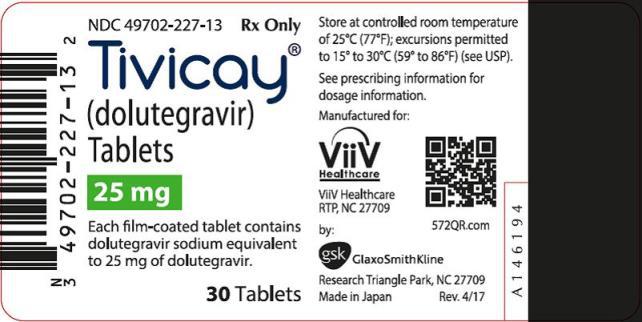 NDC 49702-227-13 Rx Only
Tivicay®
(dolutegravir)
Tablets
25 mg
Each film-coated tablet contains
dolutegravir sodium equivalent
to 25 mg of dolutegravir.
30 Tablets
N3 49702-227-13 2
Store at controlled room temperature
of 25°C (77°F); excursions permitted
to 15° to 30°C (59° to 86°F) (see USP).
See prescribing information for
dosage information.
Manufactured for:
ViiV
Healthcare
ViiV Healthcare
RTP, NC 27709
by:
gsk GlaxoSmithKline
Research Triangle Park, NC 27709
Made in Japan Rev. 4/17
572QR.com
A146194